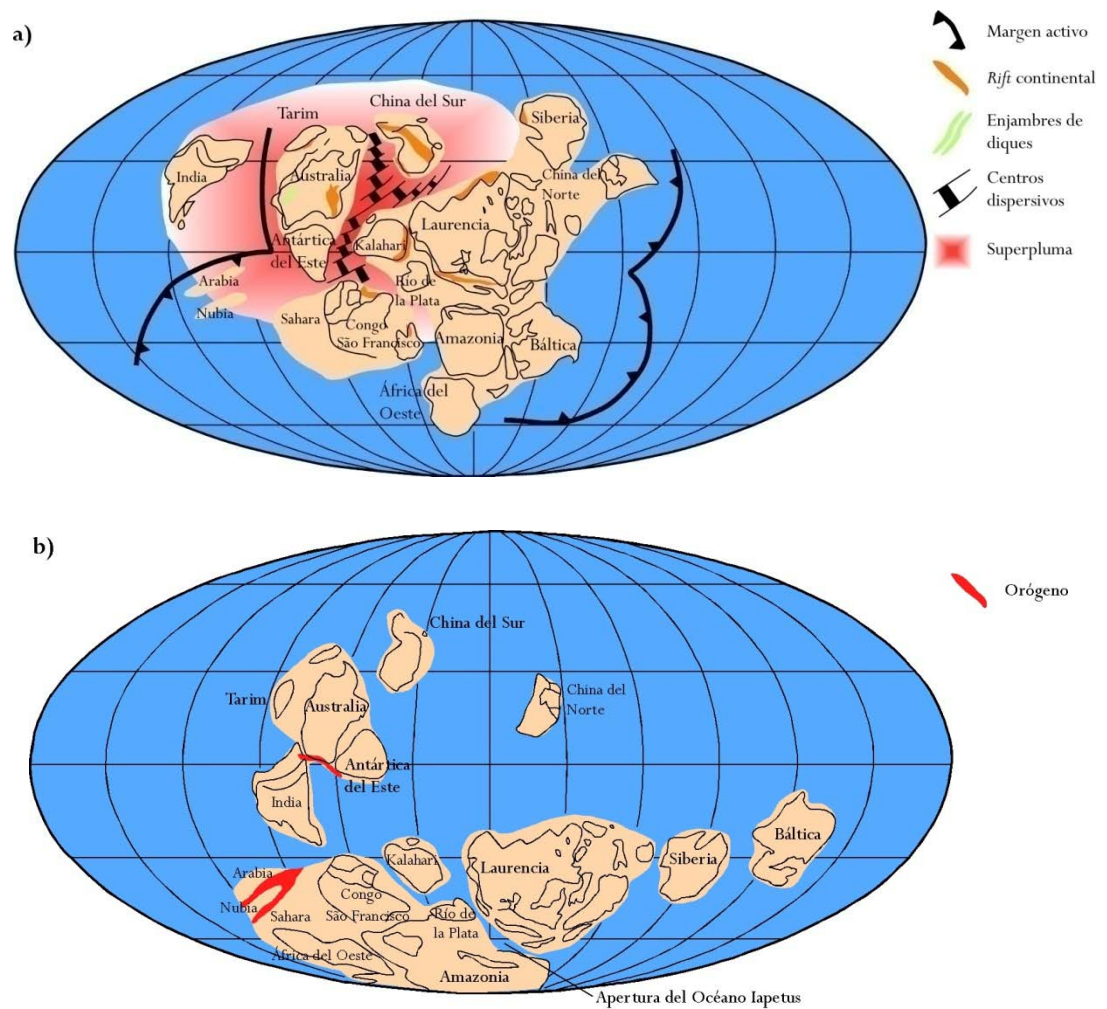 a)
Tarim
China del Sur
India
Australia
Siberia
China del
Norte
Laurencia
Antártica
del Este
Kalahari
Arabia
Nubia
Río de
la Plata
Sahara
Congo
São Francisco
Amazonia
Báltica
África del
Oeste
Margen activo
Rift continental
Enjambres de
diques
Centros
dispersivos
Superpluma
b)
Orógeno
China del Sur
Tarim
Australia
China del
Norte
Antártica
del Este
India
Báltica
Kalahari
Laurencia
Siberia
Arabia
Nubia
Sahara
Congo
São Francisco
Río de
la Plata
África del Oeste
Amazonia
Apertura del Océano Iapetus